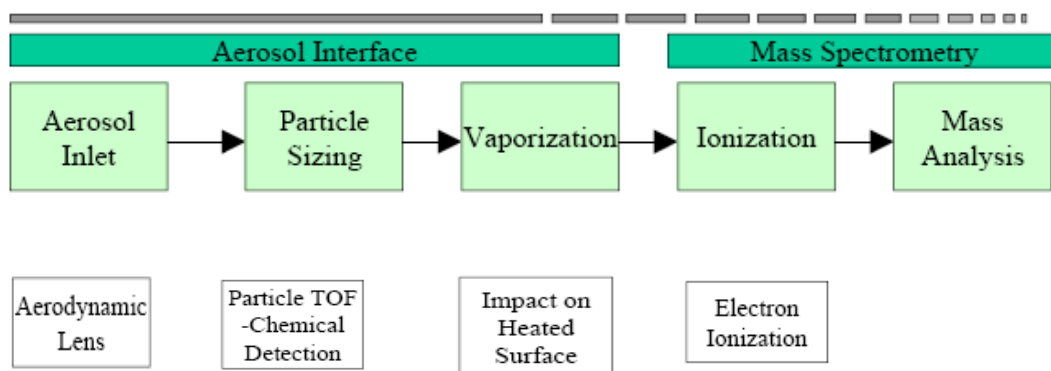 Aerosol Interface
Mass Spectrometry
Aerosol
Inlet
Particle
Sizing
Vaporization
Ionization
Mass
Analysis
Aerodynamic
Lens
Particle TOF
-Chemical
Detection
Impact on
Heated
Surface
Electron
Ionization